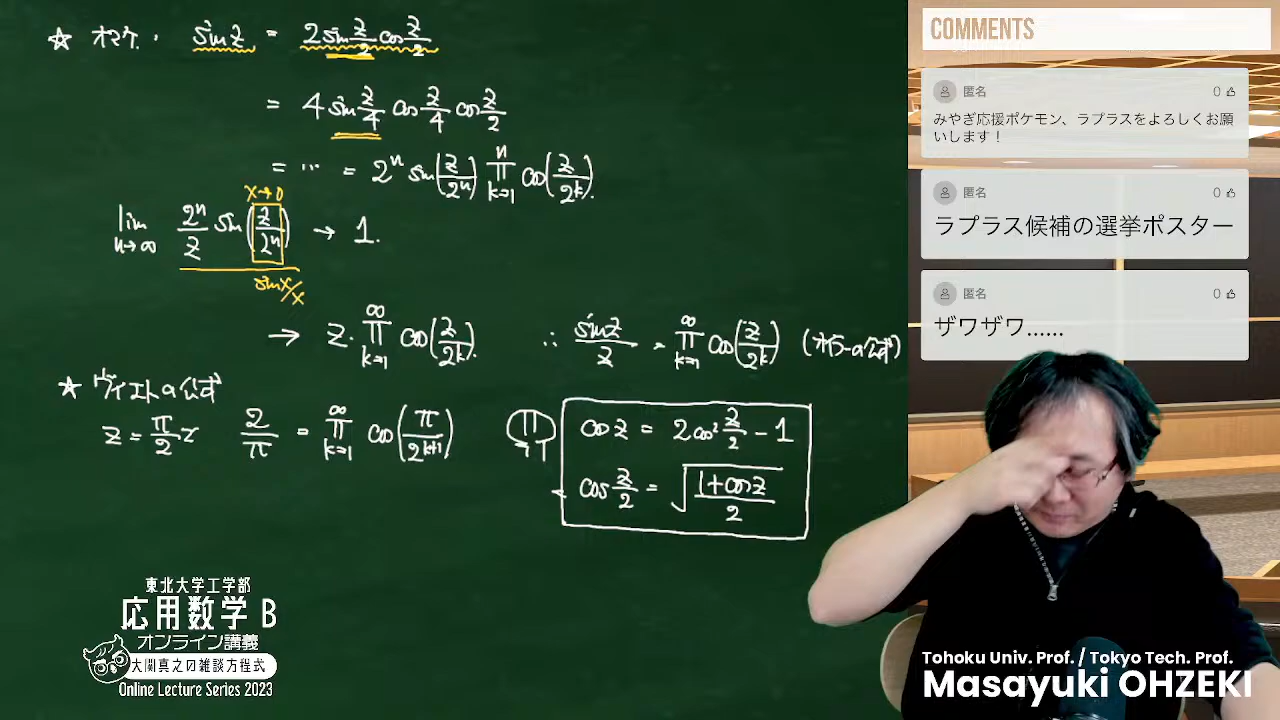 ☆ オマケ. sin z = 2 sin z/2 cos z/2
= 4 sin z/4 cos z/4 cos z/2
= … = 2^n sin(z/2^n) ∏_{k=1}^{n} cos(z/2^k).
x→0
lim_{n→∞} 2^n/z sin(z/2^n) → 1.
sin x/x
→ z・∏_{k=1}^{∞} cos(z/2^k). ∴ sin z/z = ∏_{k=1}^{∞} cos(z/2^k) (オイラーの公式)
☆ ヴィエトの公式
z = π/2 2/π = ∏_{k=1}^{∞} cos(π/2^{k+1})
cos z = 2cos² z/2 − 1
cos z/2 = √((1+cos z)/2)
東北大学工学部
応用数学 B
オンライン講義
大関真之の雑談方程式
Online Lecture Series 2023
COMMENTS
匿名 0
みやぎ応援ポケモン、ラプラスをよろしくお願
いします！
匿名 0
ラプラス候補の選挙ポスター
匿名 0
ザワザワ......
Tohoku Univ. Prof. / Tokyo Tech. Prof.
Masayuki OHZEKI